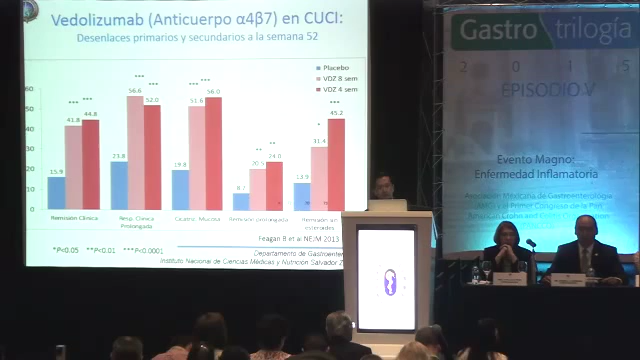 Vedolizumab (Anticuerpo α4β7) en CUCI:
Desenlaces primarios y secundarios a la semana 52
Placebo
VDZ 8 sem
VDZ 4 sem
60
50
40
30
20
10
0
*** ***
*** ***
*** ***
** **
* ***
15.9 41.8 44.8
23.8 56.6 52.0
19.8 51.6 56.0
8.7 20.5 24.0
13.9 31.4 45.2
Remisión Clínica
Resp. Clínica
Prolongada
Cicatriz. Mucosa
Remisión prolongada
Remisión sin
esteroides
Feagan B et al NEJM 2013
*P<0.05 **P<0.01 ***P<0.0001
Departamento de Gastroenter
Instituto Nacional de Ciencias Médicas y Nutrición Salvador Z
Gastro trilogía
2 0 1 5
EPISODIO V
Evento Magno:
Enfermedad Inflamatoria
Asociación Mexicana de Gastroenterología